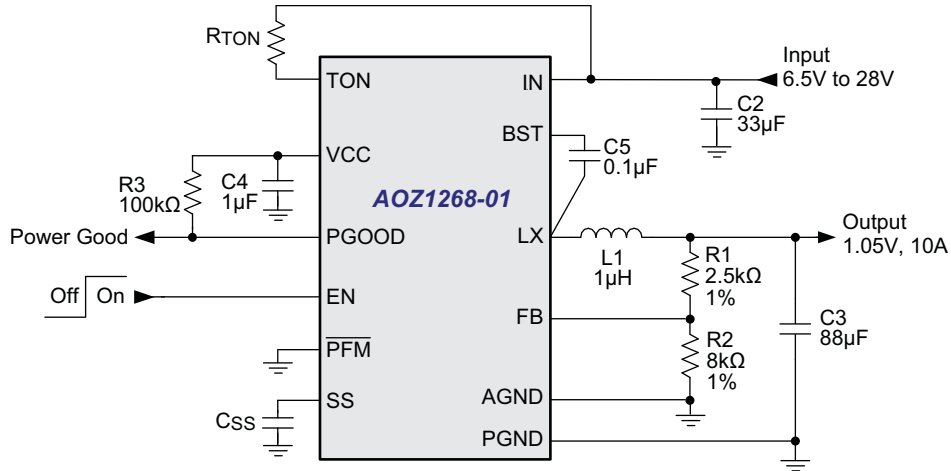 RTON
TON
IN
Input
6.5V to 28V
C2
33µF
BST
C5
0.1µF
VCC
R3
100kΩ
C4
1µF
AOZ1268-01
Power Good
PGOOD
LX
L1
1µH
Output
1.05V, 10A
R1
2.5kΩ
1%
Off On
EN
FB
C3
88µF
PFM
R2
8kΩ
1%
SS
CSS
AGND
PGND